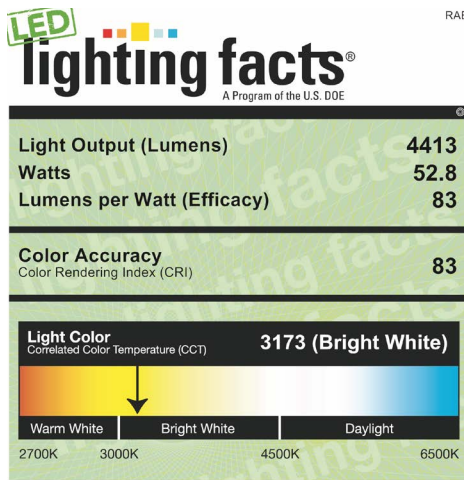 RAB
LED
lighting facts®
A Program of the U.S. DOE
Light Output (Lumens) 4413
Watts 52.8
Lumens per Watt (Efficacy) 83
Color Accuracy
Color Rendering Index (CRI) 83
Light Color
Correlated Color Temperature (CCT) 3173 (Bright White)
Warm White Bright White Daylight
2700K 3000K 4500K 6500K